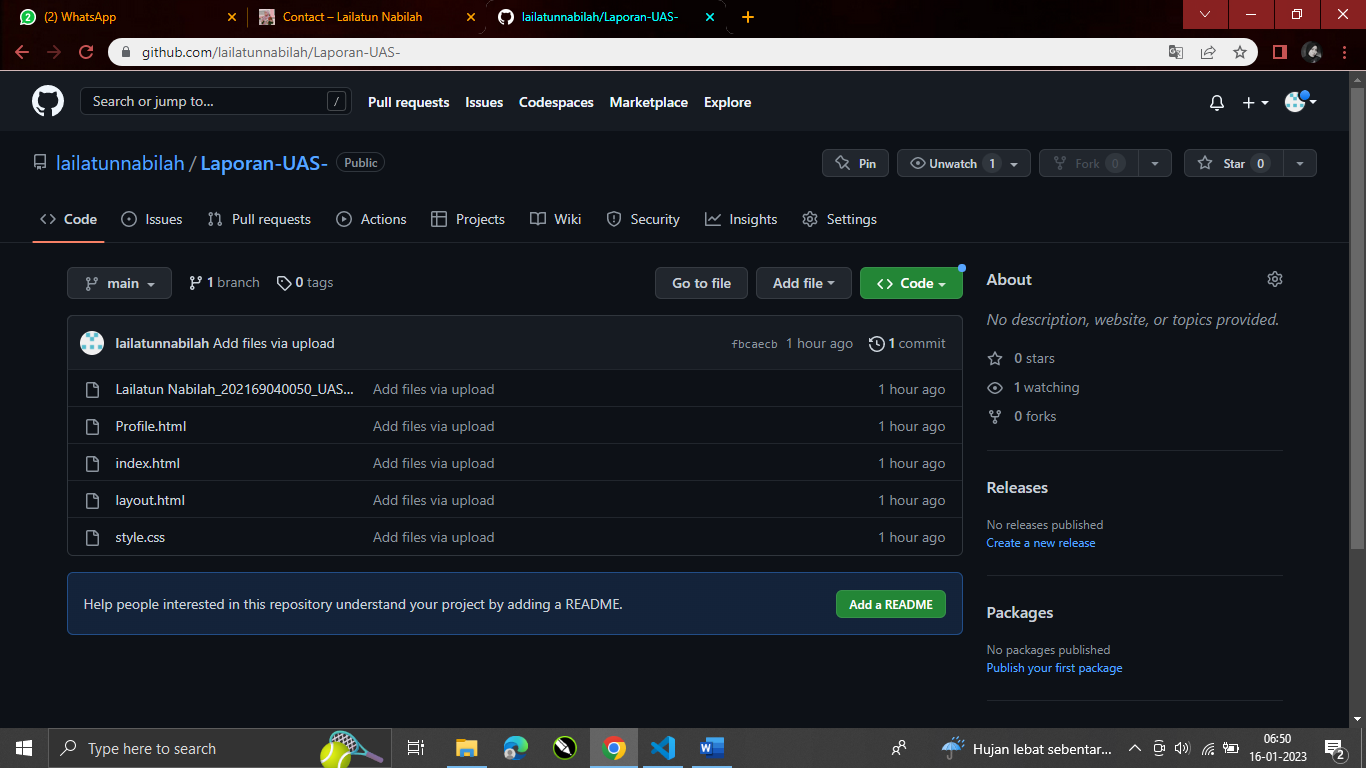 (2) WhatsApp
Contact – Lailatun Nabilah
lailatunnabilah/Laporan-UAS-
github.com/lailatunnabilah/Laporan-UAS-
Search or jump to... /
Pull requests Issues Codespaces Marketplace Explore
lailatunnabilah / Laporan-UAS- Public
Pin Unwatch 1 Fork 0 Star 0
Code Issues Pull requests Actions Projects Wiki Security Insights Settings
main 1 branch 0 tags Go to file Add file Code
lailatunnabilah Add files via upload fbcaecb 1 hour ago 1 commit
Lailatun Nabilah_202169040050_UAS... Add files via upload 1 hour ago
Profile.html Add files via upload 1 hour ago
index.html Add files via upload 1 hour ago
layout.html Add files via upload 1 hour ago
style.css Add files via upload 1 hour ago
Help people interested in this repository understand your project by adding a README. Add a README
About
No description, website, or topics provided.
0 stars
1 watching
0 forks
Releases
No releases published
Create a new release
Packages
No packages published
Publish your first package
Type here to search
Hujan lebat sebentar...
06:50
16-01-2023
2